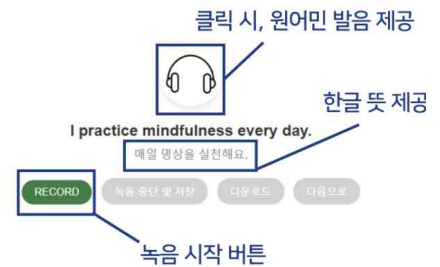 클릭 시, 원어민 발음 제공
한글 뜻 제공
I practice mindfulness every day.
매일 명상을 실천해요.
RECORD
녹음 중단 및 저장
다운로드
다음으로
녹음 시작 버튼